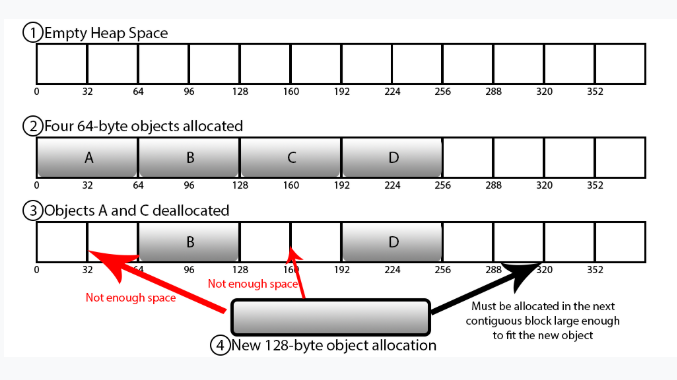 1 Empty Heap Space
0 32 64 96 128 160 192 224 256 288 320 352
2 Four 64-byte objects allocated
A B C D
0 32 64 96 128 160 192 224 256 288 320 352
3 Objects A and C deallocated
B D
0 32 64 96 128 160 192 224 256 288 320 352
Not enough space
Not enough space
Must be allocated in the next
contiguous block large enough
to fit the new object
4 New 128-byte object allocation